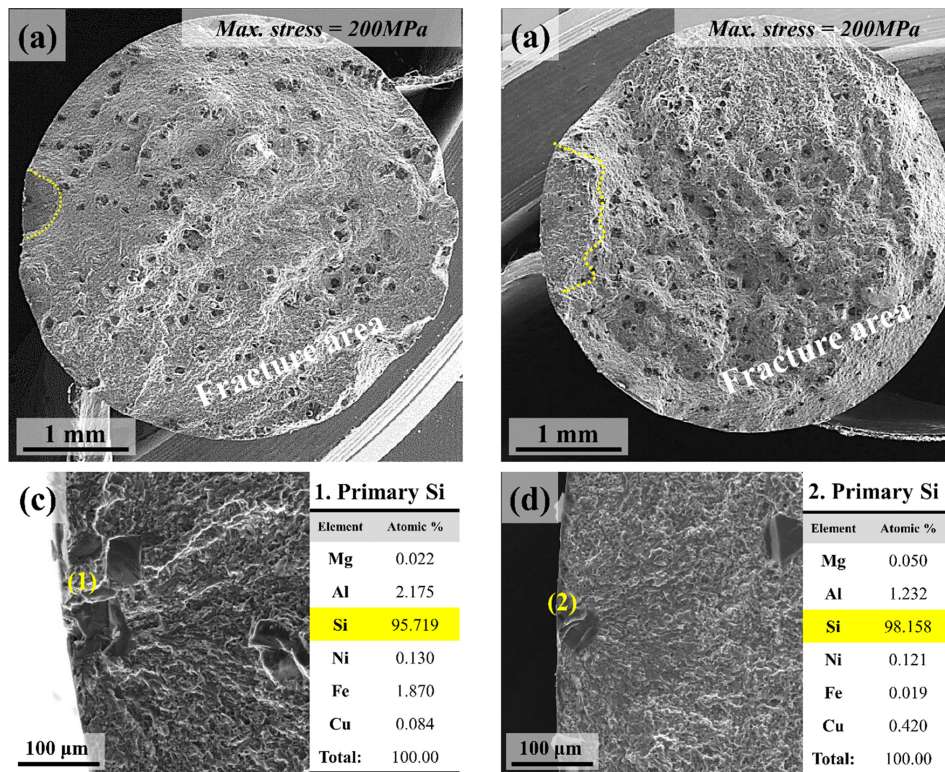 (a)
Max. stress = 200MPa
Fracture area
1 mm
(a)
Max. stress = 200MPa
Fracture area
1 mm
(c)
(1)
100 μm
1. Primary Si
Element Atomic %
Mg 0.022
Al 2.175
Si 95.719
Ni 0.130
Fe 1.870
Cu 0.084
Total: 100.00
(d)
(2)
100 μm
2. Primary Si
Element Atomic %
Mg 0.050
Al 1.232
Si 98.158
Ni 0.121
Fe 0.019
Cu 0.420
Total: 100.00